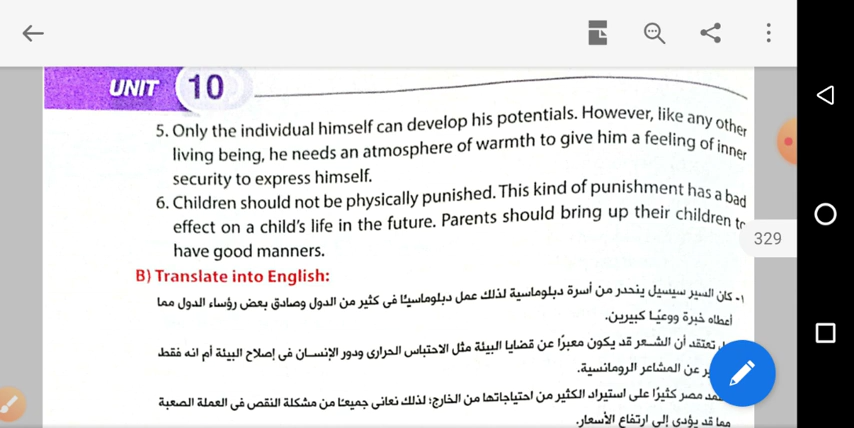 UNIT 10
5. Only the individual himself can develop his potentials. However, like any other
living being, he needs an atmosphere of warmth to give him a feeling of inner
security to express himself.
6. Children should not be physically punished. This kind of punishment has a bad
effect on a child's life in the future. Parents should bring up their children
329
have good manners.
B) Translate into English:
١- كان السير سيسيل ينحدر من أسرة دبلوماسية لذلك عمل دبلوماسيًا فى كثير من الدول وصادق بعض رؤساء الدول مما
أعطاه خبرة ووعيًا كبيرين.
تعتقد أن الشعر قد يكون معبرًا عن قضايا البيئة مثل الاحتباس الحرارى ودور الإنسان فى إصلاح البيئة أم انه فقط
عن المشاعر الرومانسية.
مصر كثيرًا على استيراد الكثير من احتياجاتها من الخارج؛ لذلك نعانى جميعًا من مشكلة النقص فى العملة الصعبة
مما قد يؤدى إلى ارتفاع الأسعار.